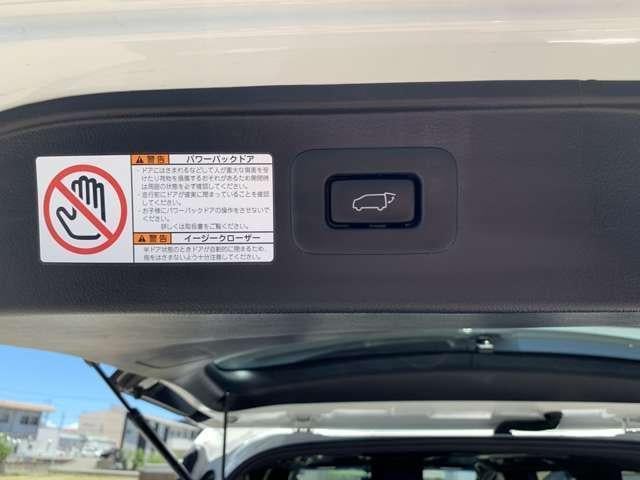 警告 パワーバックドア
・ドアにはさまれるなどして人が重大な傷害を
受けたり荷物を損傷するおそれがあるため開閉時
は周囲の状態を必ず確認してください。
・走行前にドアが確実に閉まっていることを確認
してください。
・お子様にパワーバックドアの操作をさせないで
ください。
詳しくは取扱書をご覧ください。
警告 イージークローザー
半ドア状態のときドアが自動的に閉まるため、
指をはさまないよう十分注意してください。